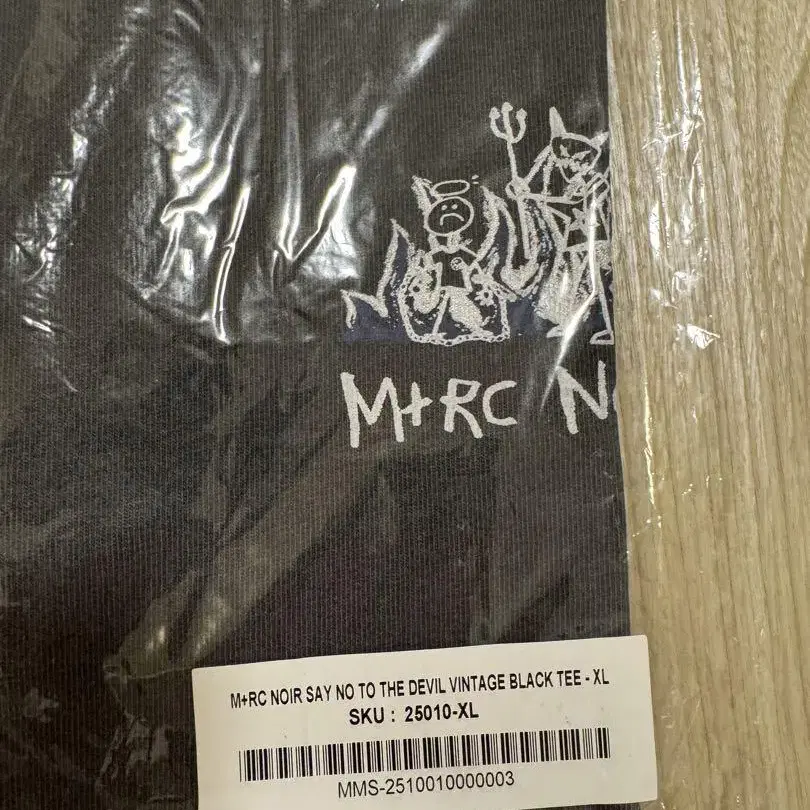 M+RC N
M+RC NOIR SAY NO TO THE DEVIL VINTAGE BLACK TEE - XL
SKU : 25010-XL
MMS-2510010000003